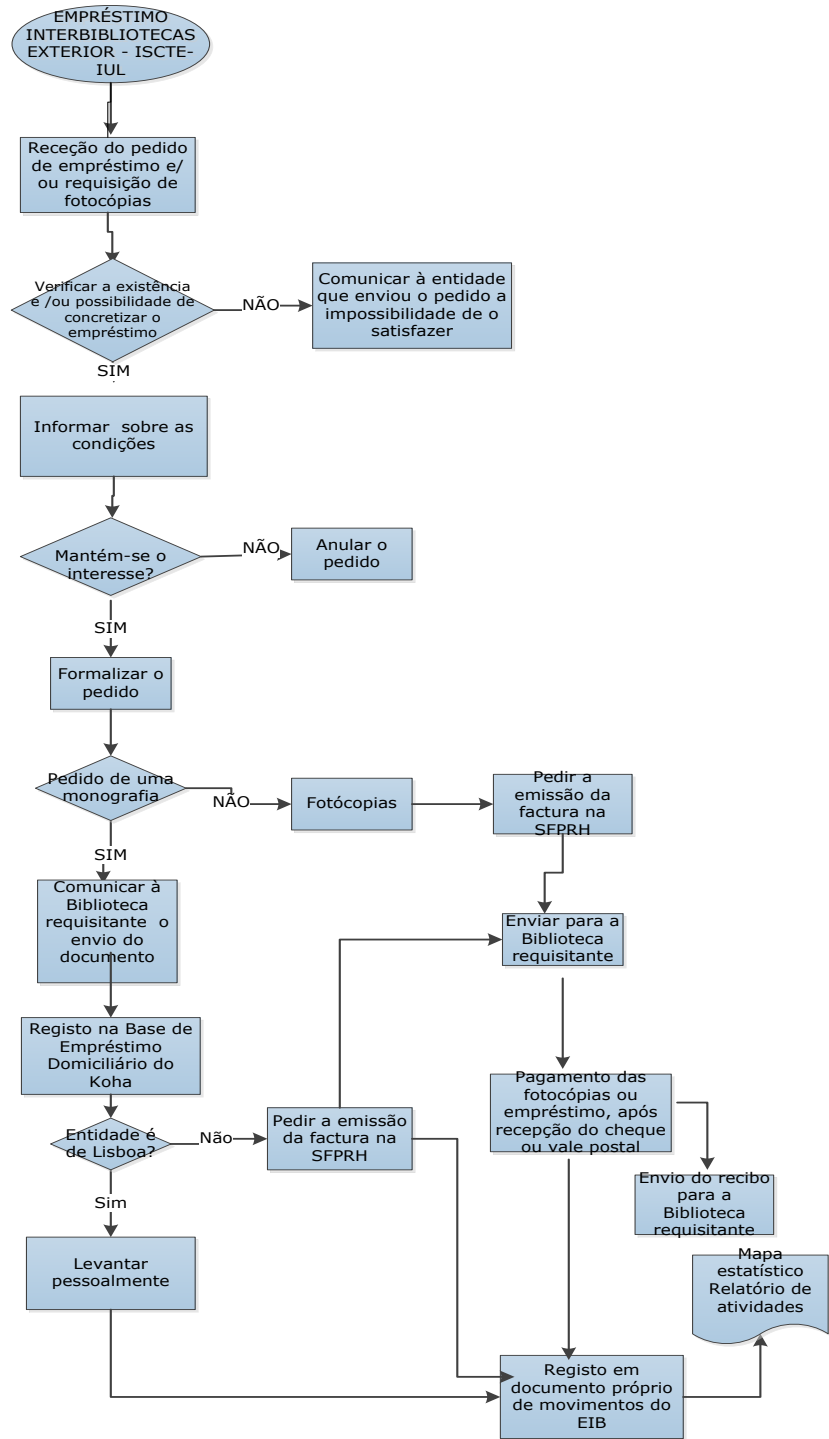 EMPRÉSTIMO
INTERBIBLIOTECAS
EXTERIOR - ISCTE-
IUL
Receção do pedido
de empréstimo e/
ou requisição de
fotocópias
Verificar a existência
e /ou possibilidade de
concretizar o
empréstimo
NÃO
Comunicar à entidade
que enviou o pedido a
impossibilidade de o
satisfazer
SIM
Informar sobre as
condições
Mantém-se o
interesse?
NÃO
Anular o
pedido
SIM
Formalizar o
pedido
Pedido de uma
monografia
NÃO
Fotócopias
Pedir a
emissão da
factura na
SFPRH
SIM
Comunicar à
Biblioteca
requisitante o
envio do
documento
Enviar para a
Biblioteca
requisitante
Registo na Base de
Empréstimo
Domiciliário do
Koha
Pagamento das
fotocópias ou
empréstimo, após
recepção do cheque
ou vale postal
Entidade é
de Lisboa?
Não
Pedir a emissão
da factura na
SFPRH
Envio do recibo
para a
Biblioteca
requisitante
Sim
Levantar
pessoalmente
Mapa
estatístico
Relatório de
atividades
Registo em
documento próprio
de movimentos do
EIB